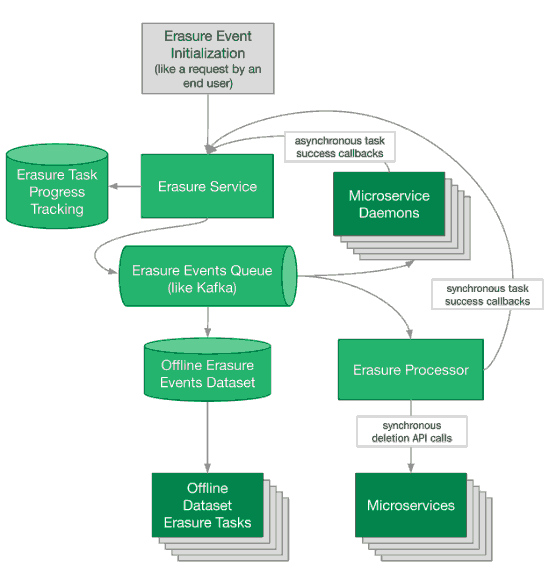 Erasure Event
Initialization
(like a request by an
end user)
asynchronous task
success callbacks
Erasure Task
Progress
Tracking
Erasure Service
Microservice
Daemons
Erasure Events Queue
(like Kafka)
synchronous task
success callbacks
Offline Erasure
Events Dataset
Erasure Processor
synchronous
deletion API calls
Offline
Dataset
Erasure Tasks
Microservices